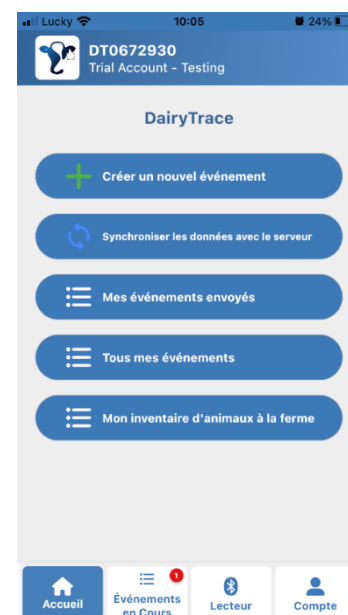 Lucky 10:05 24%
DT0672930
Trial Account - Testing
DairyTrace
Créer un nouvel événement
Synchroniser les données avec le serveur
Mes événements envoyés
Tous mes événements
Mon inventaire d'animaux à la ferme
1
Accueil
Événements
en Cours
Lecteur
Compte